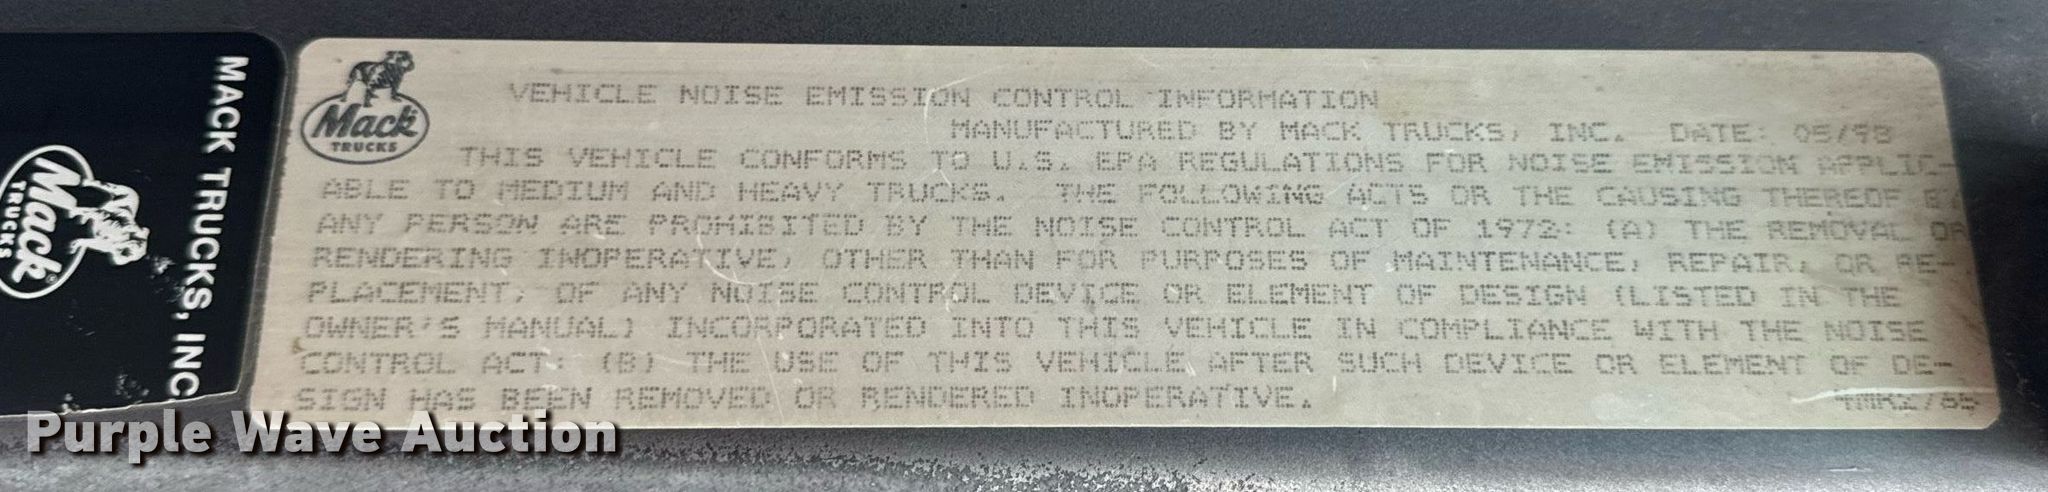 MACK TRUCKS, INC
Mack
TRUCKS
Mack
TRUCKS
VEHICLE NOISE EMISSION CONTROL INFORMATION
MANUFACTURED BY MACK TRUCKS, INC. DATE: 05/98
THIS VEHICLE CONFORMS TO U.S. EPA REGULATIONS FOR NOISE EMISSION APPLIC-
ABLE TO MEDIUM AND HEAVY TRUCKS. THE FOLLOWING ACTS OR THE CAUSING THEREOF BY
ANY PERSON ARE PROHIBITED BY THE NOISE CONTROL ACT OF 1972: (A) THE REMOVAL OR
RENDERING INOPERATIVE, OTHER THAN FOR PURPOSES OF MAINTENANCE, REPAIR, OR RE-
PLACEMENT, OF ANY NOISE CONTROL DEVICE OR ELEMENT OF DESIGN (LISTED IN THE
OWNER'S MANUAL) INCORPORATED INTO THIS VEHICLE IN COMPLIANCE WITH THE NOISE
CONTROL ACT: (B) THE USE OF THIS VEHICLE AFTER SUCH DEVICE OR ELEMENT OF DE-
SIGN HAS BEEN REMOVED OR RENDERED INOPERATIVE.
Purple Wave Auction